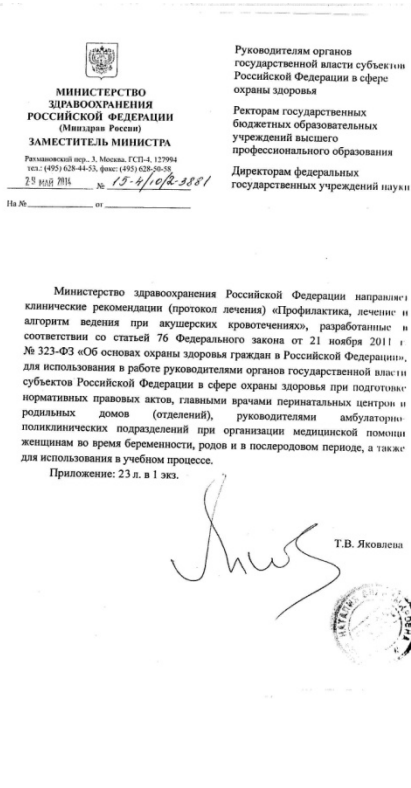 МИНИСТЕРСТВО
ЗДРАВООХРАНЕНИЯ
РОССИЙСКОЙ ФЕДЕРАЦИИ
(Минздрав России)
ЗАМЕСТИТЕЛЬ МИНИСТРА
Рахмановский пер., 3, Москва, ГСП-4, 127994
тел.: (495) 628-44-53, факс: (495) 628-50-58
29 МАЙ 2014 № 15-4/10/2-3881
На № от
Руководителям органов
государственной власти субъектов
Российской Федерации в сфере
охраны здоровья
Ректорам государственных
бюджетных образовательных
учреждений высшего
профессионального образования
Директорам федеральных
государственных учреждений науки
Министерство здравоохранения Российской Федерации направляет
клинические рекомендации (протокол лечения) «Профилактика, лечение и
алгоритм ведения при акушерских кровотечениях», разработанные в
соответствии со статьей 76 Федерального закона от 21 ноября 2011 г.
№ 323-ФЗ «Об основах охраны здоровья граждан в Российской Федерации»,
для использования в работе руководителями органов государственной власти
субъектов Российской Федерации в сфере охраны здоровья при подготовке
нормативных правовых актов, главными врачами перинатальных центров и
родильных домов (отделений), руководителями амбулаторно-
поликлинических подразделений при организации медицинской помощи
женщинам во время беременности, родов и в послеродовом периоде, а также
для использования в учебном процессе.
Приложение: 23 л. в 1 экз.
Т.В. Яковлева